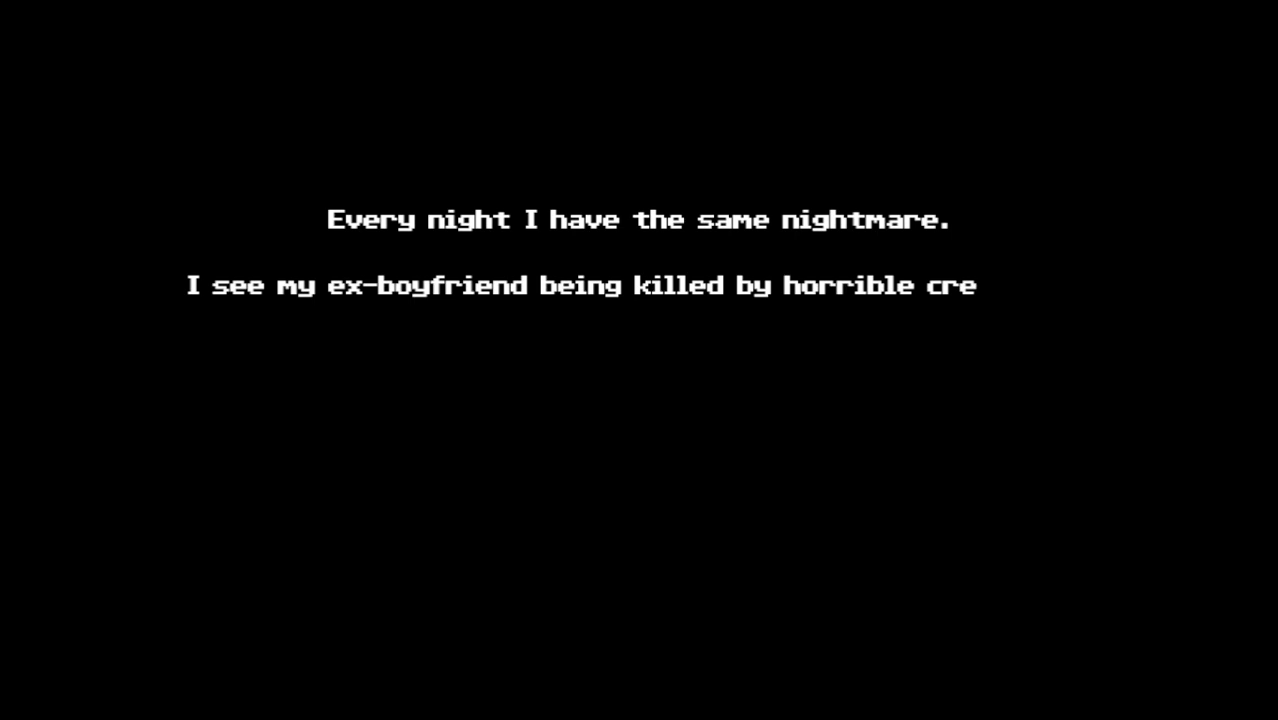 Every night I have the same nightmare.
I see my ex-boyfriend being killed by horrible cre